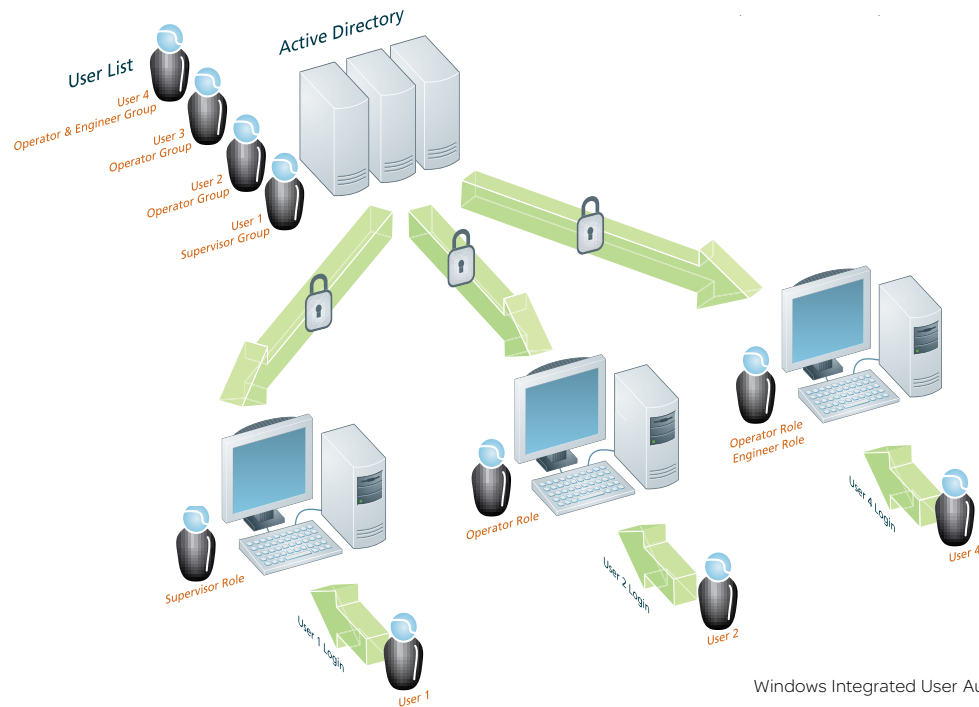 Active Directory
User List
User 4
Operator & Engineer Group
User 3
Operator Group
User 2
Operator Group
User 1
Supervisor Group
Operator Role
Engineer Role
User 4 Login
User 4
Operator Role
User 2 Login
User 2
Supervisor Role
User 1 Login
User 1
Windows Integrated User Au